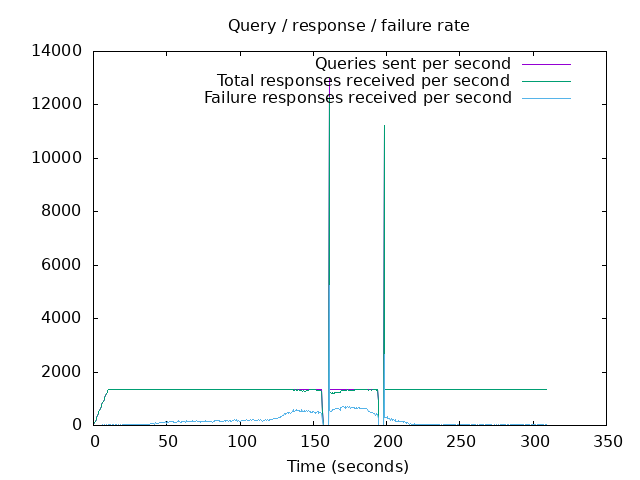 Query / response / failure rate
14000
12000
10000
8000
6000
4000
2000
0
Queries sent per second
Total responses received per second
Failure responses received per second
0 50 100 150 200 250 300 350
Time (seconds)